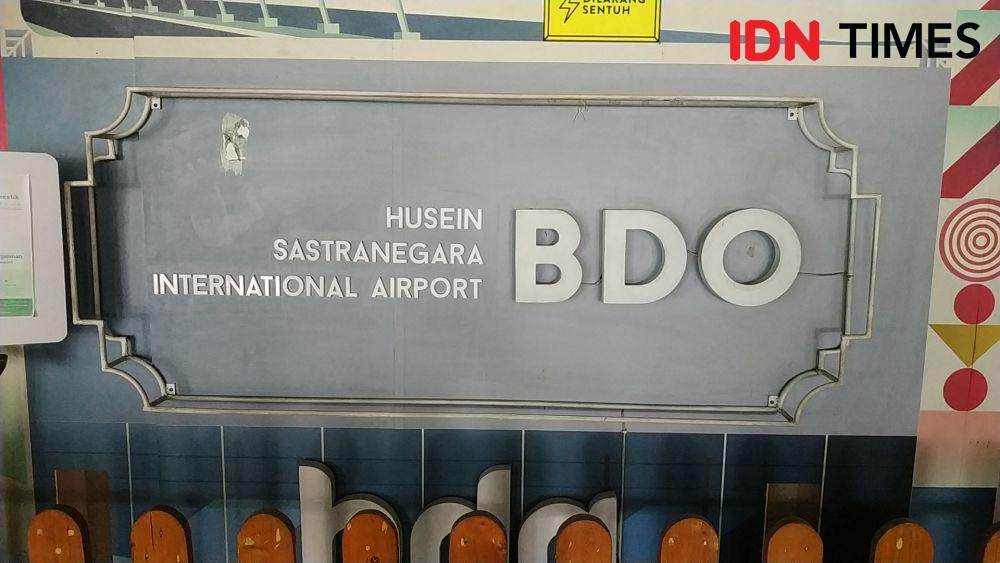 DILARANG
SENTUH
IDN TIMES
HUSEIN
SASTRANEGARA
INTERNATIONAL AIRPORT
BDO